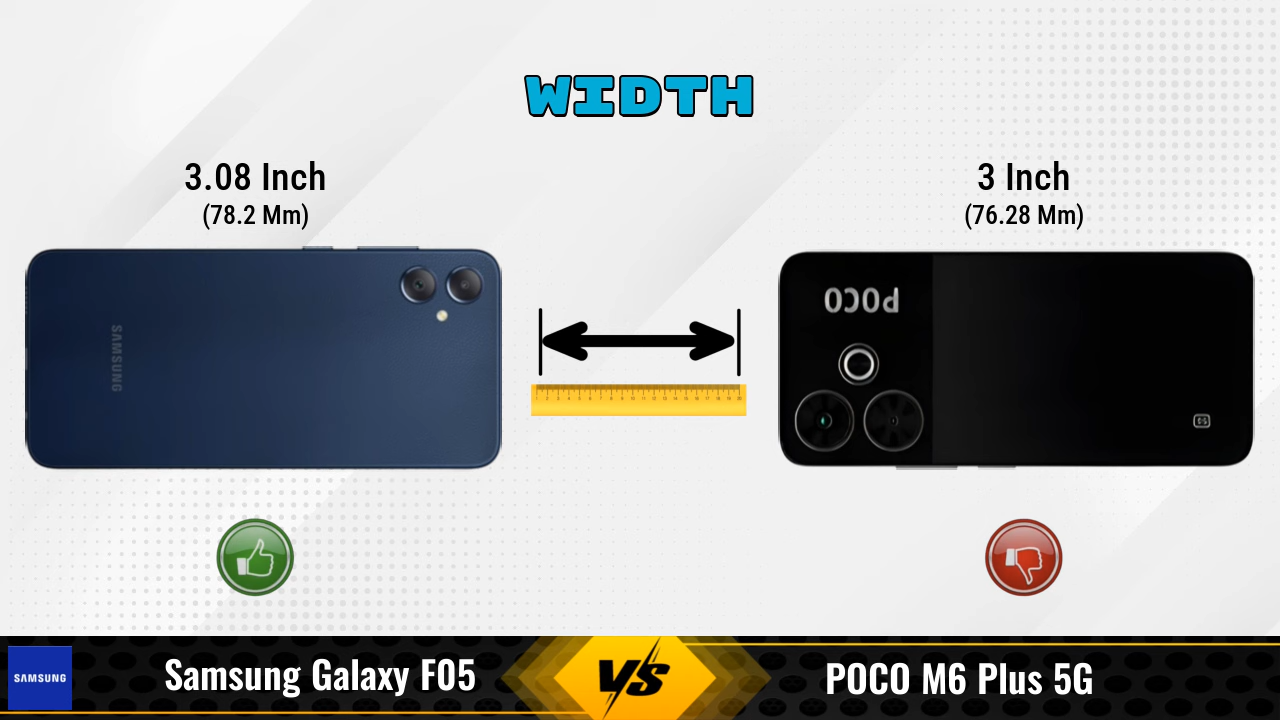 WIDTH
3.08 Inch
(78.2 Mm)
3 Inch
(76.28 Mm)
SAMSUNG
POCO
5G
SAMSUNG
Samsung Galaxy F05
VS
POCO M6 Plus 5G